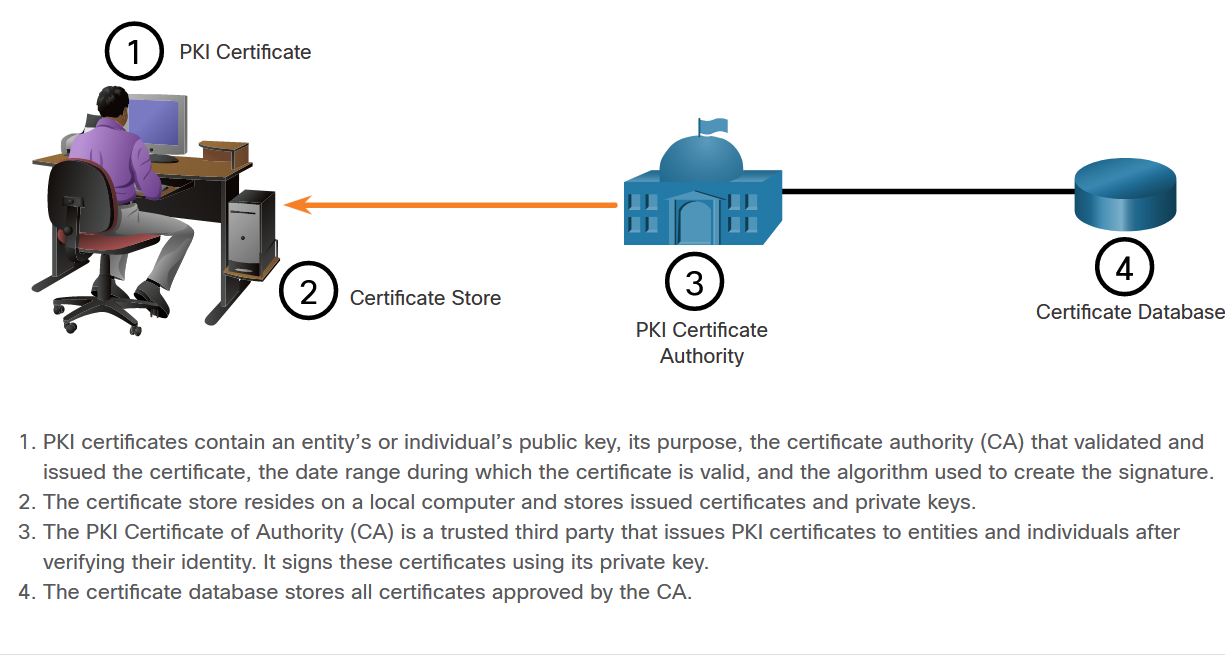 1
PKI Certificate
2
Certificate Store
3
PKI Certificate
Authority
4
Certificate Database
1. PKI certificates contain an entity’s or individual’s public key, its purpose, the certificate authority (CA) that validated and
issued the certificate, the date range during which the certificate is valid, and the algorithm used to create the signature.
2. The certificate store resides on a local computer and stores issued certificates and private keys.
3. The PKI Certificate of Authority (CA) is a trusted third party that issues PKI certificates to entities and individuals after
verifying their identity. It signs these certificates using its private key.
4. The certificate database stores all certificates approved by the CA.